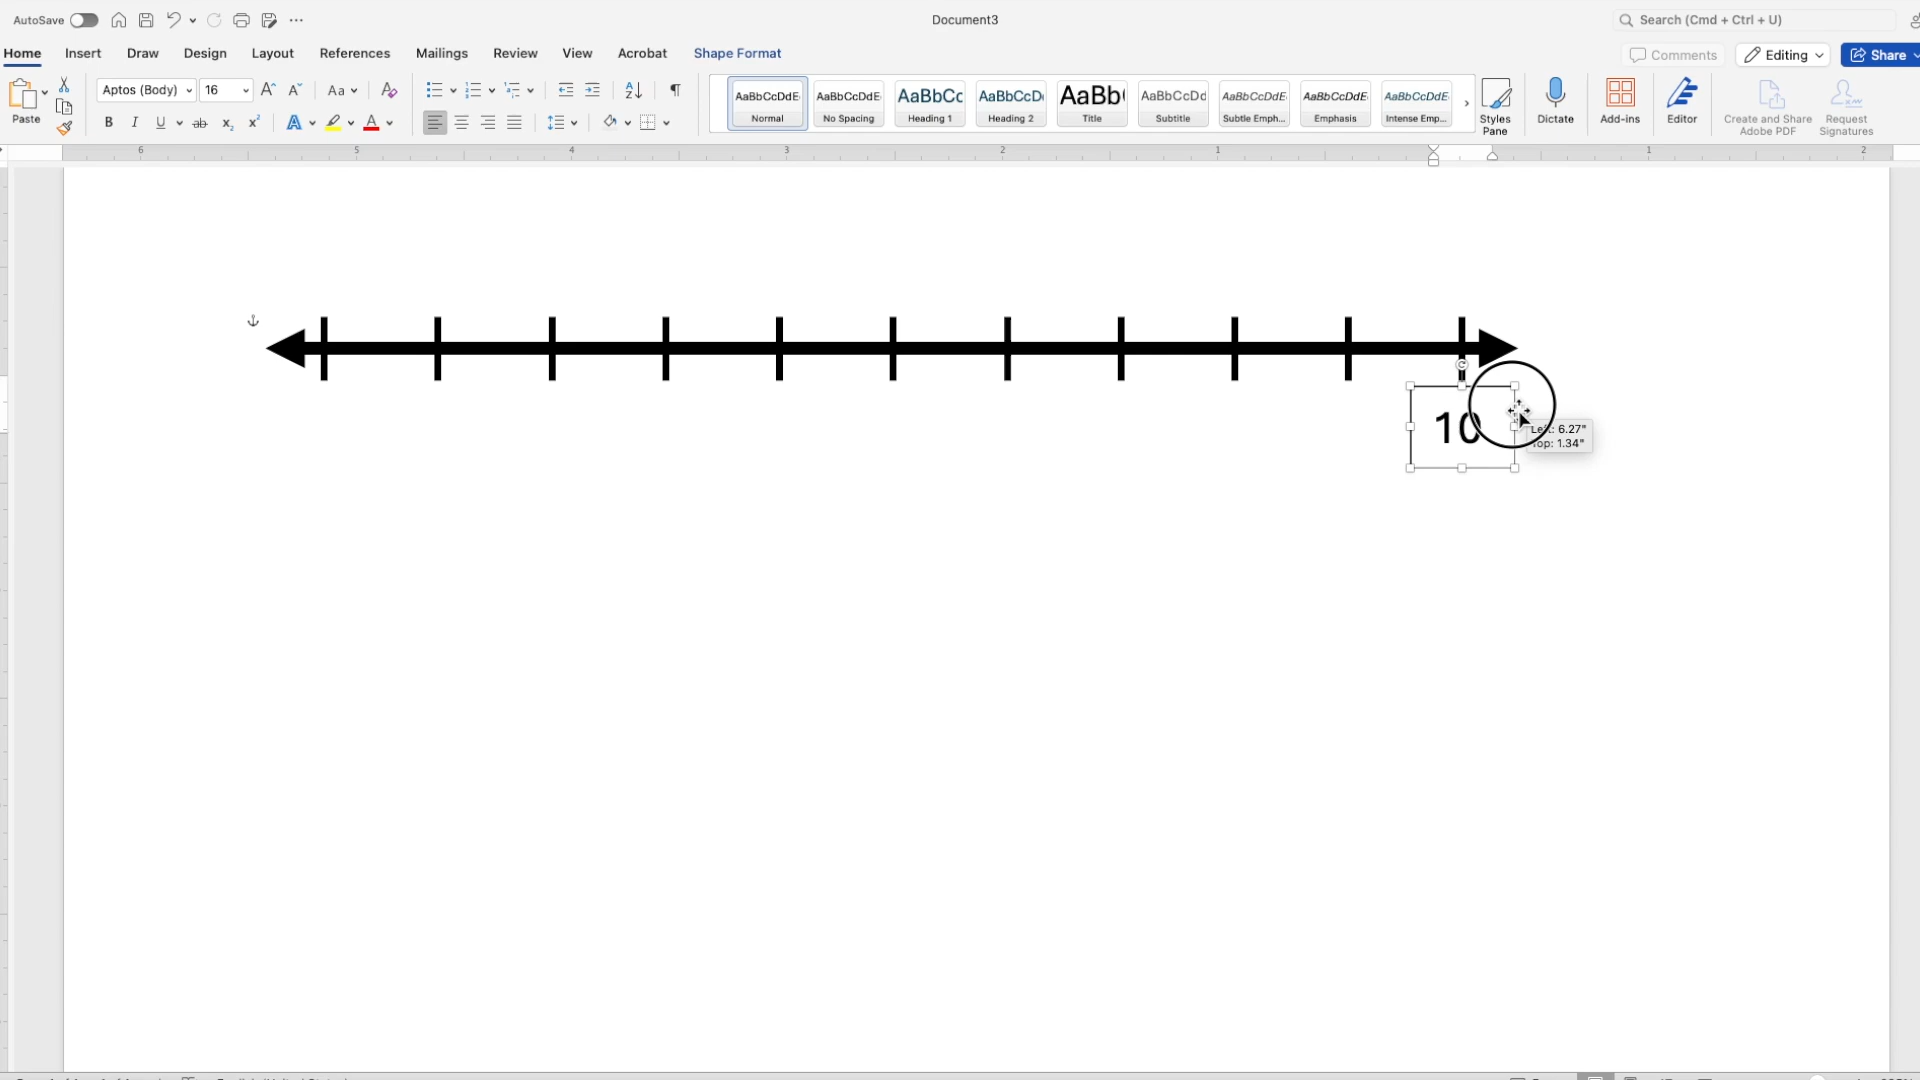 AutoSave
Document3
Search (Cmd + Ctrl + U)
Home Insert Draw Design Layout References Mailings Review View Acrobat Shape Format
Comments Editing Share
Paste
Aptos (Body) 16
AaBbCcDdE AaBbCcDdE AaBbCc AaBbCcD AaBb AaBbCcDd AaBbCcDdE AaBbCcDdE AaBbCcDdE
Normal No Spacing Heading 1 Heading 2 Title Subtitle Subtle Emph... Emphasis Intense Emp...
Styles Pane
Dictate
Add-ins
Editor
Create and Share Adobe PDF
Request Signatures
6 5 4 3 2 1 1 2
10
6.27"
1.34"